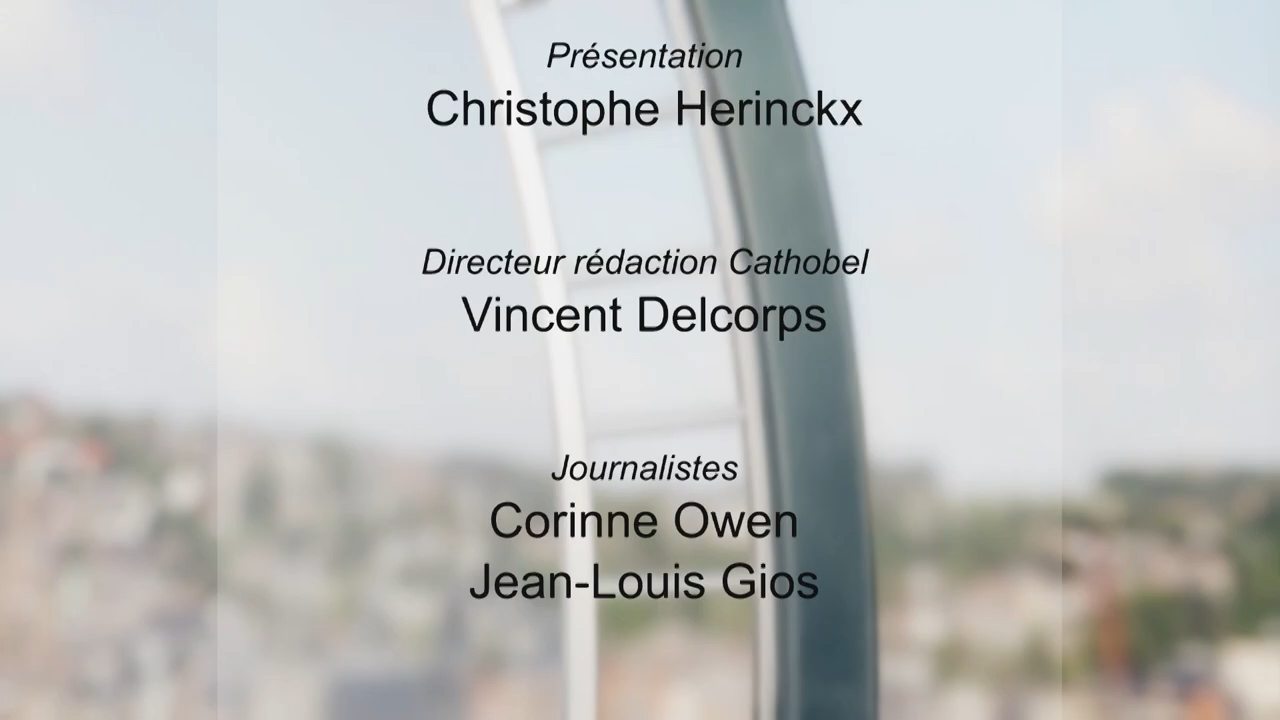 Présentation
Christophe Herinckx
Directeur rédaction Cathobel
Vincent Delcorps
Journalistes
Corinne Owen
Jean-Louis Gios